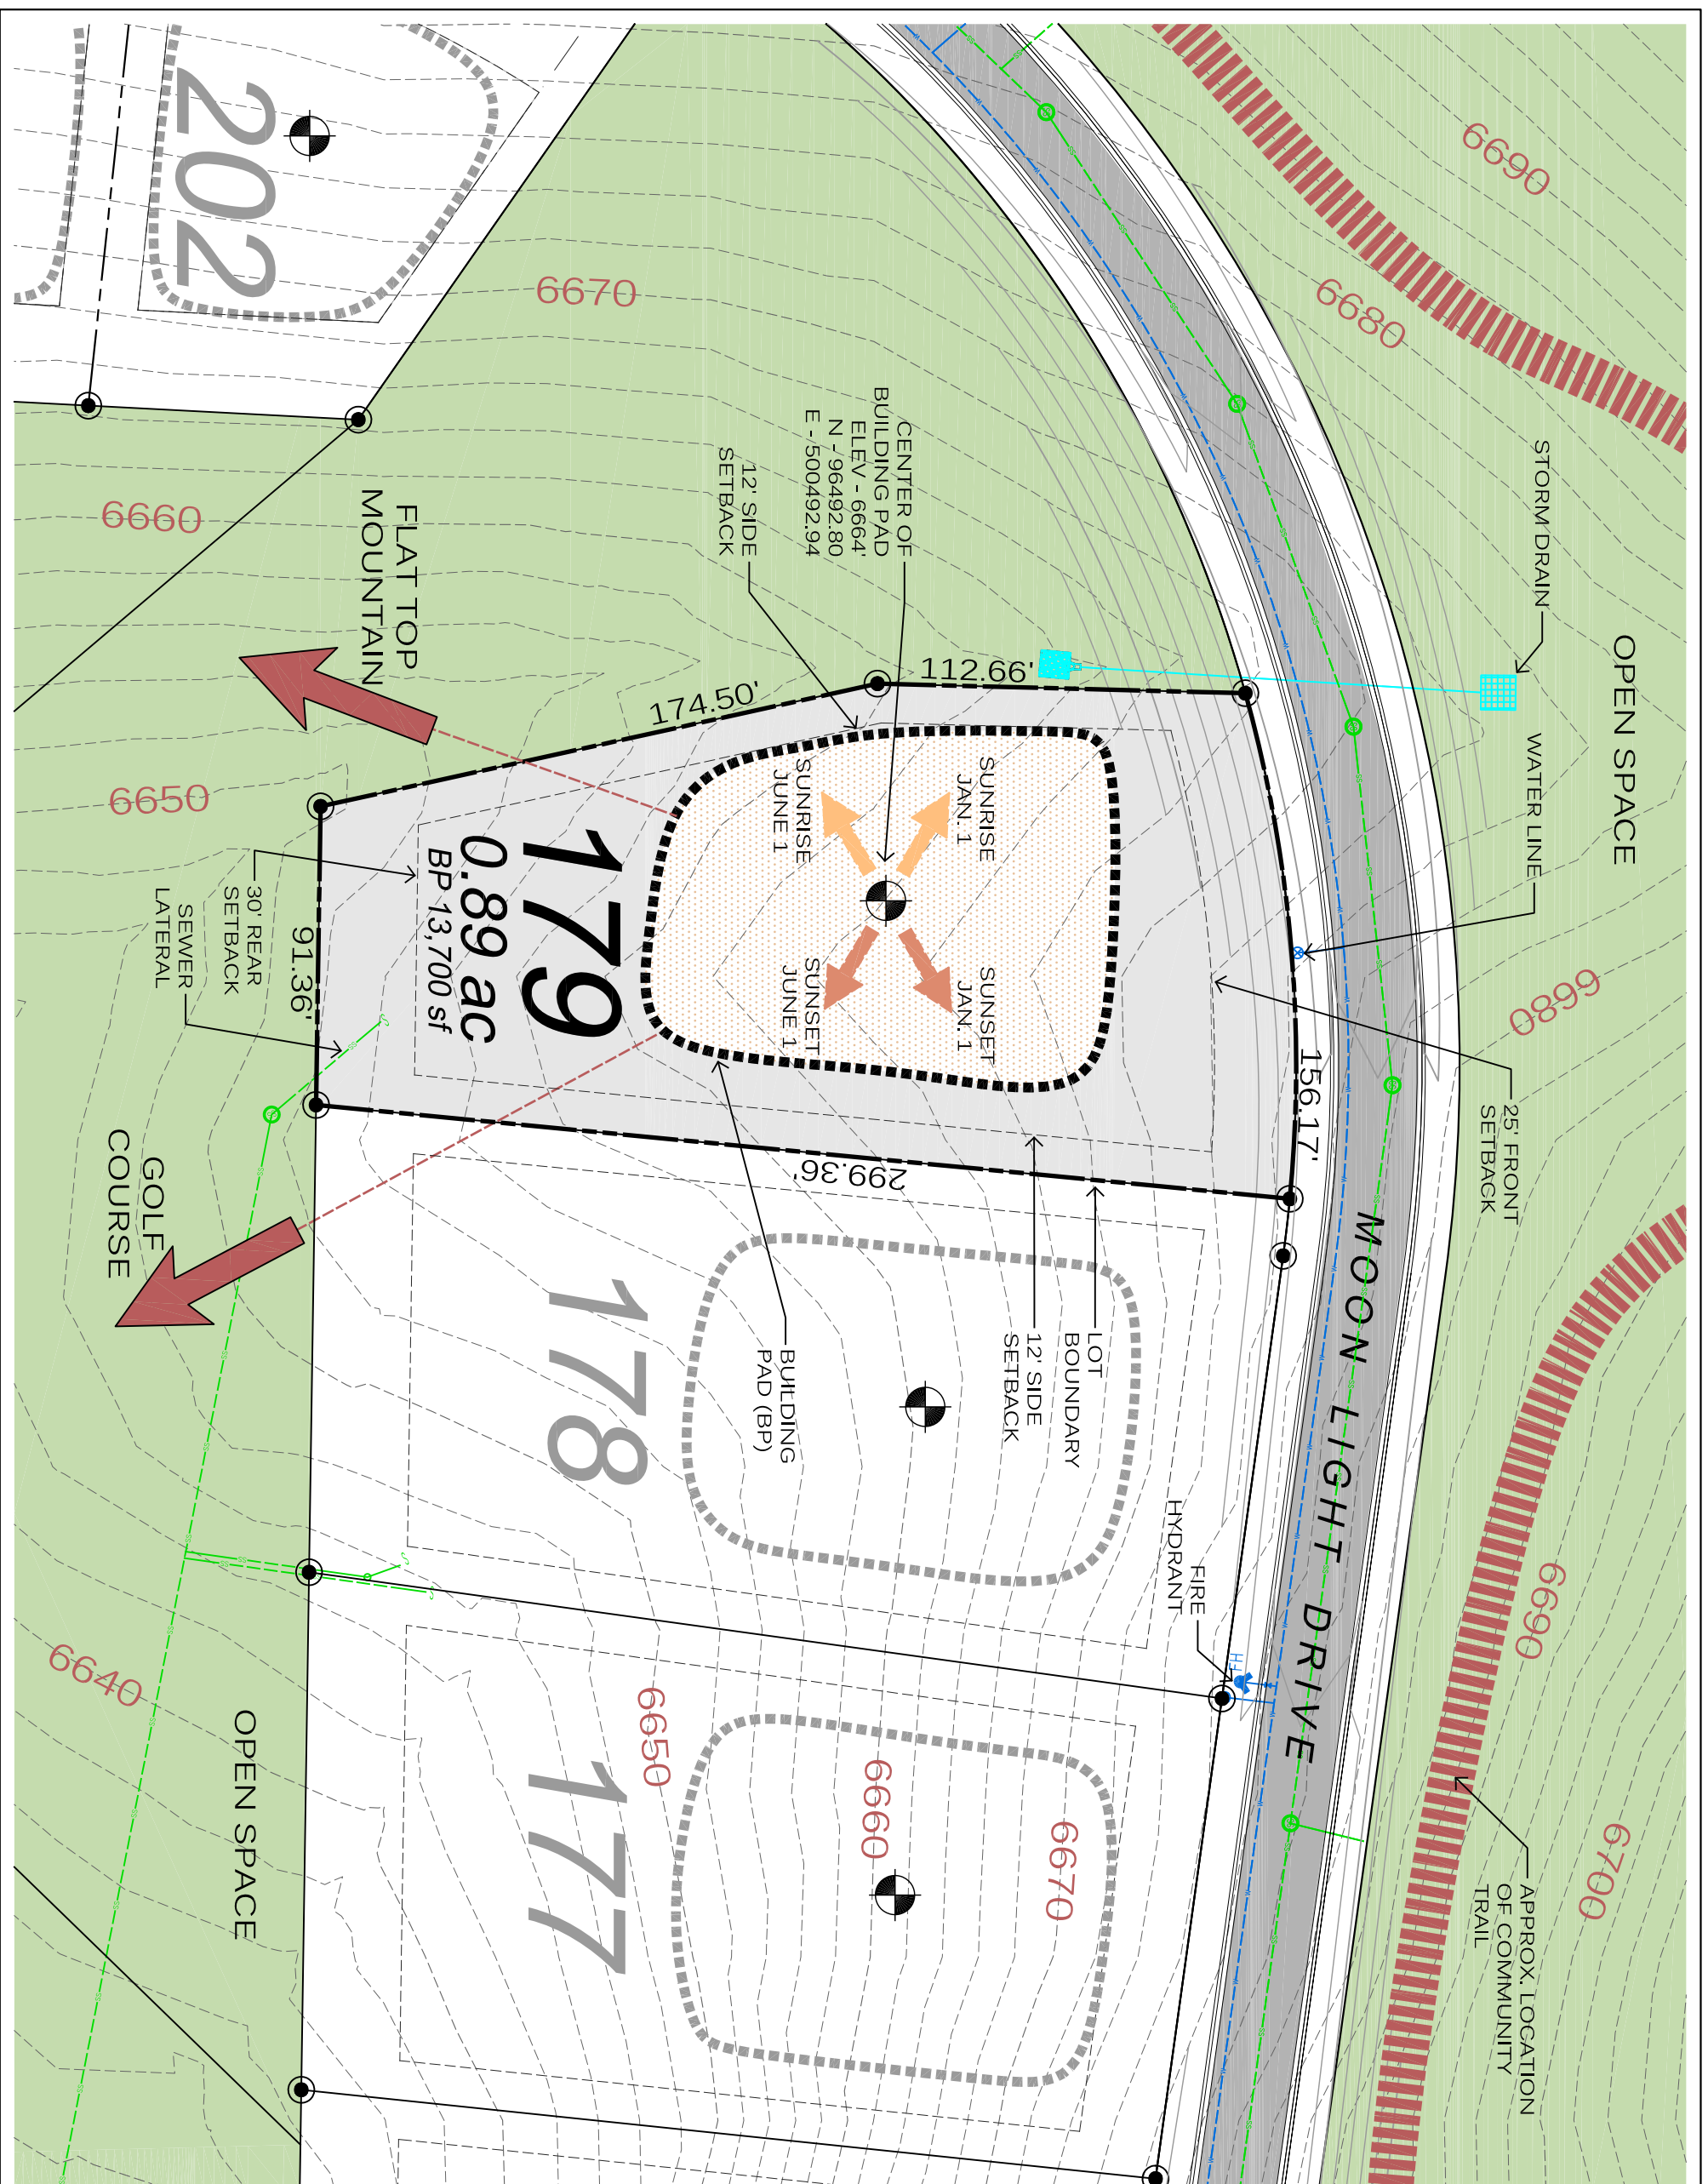 6690
6680
STORM DRAIN
OPEN SPACE
WATER LINE
6680
25' FRONT
SETBACK
6690
6700
APPROX. LOCATION
OF COMMUNITY
TRAIL
MOON LIGHT DRIVE
FH
FIRE
HYDRANT
6670
CENTER OF
BUILDING PAD
ELEV - 6664'
N - 96492.80
E - 500492.94
12' SIDE
SETBACK
112.66'
156.17'
174.50'
299.36'
91.36'
SUNRISE
JAN. 1
SUNRISE
JUNE 1
SUNSET
JAN. 1
SUNSET
JUNE 1
LOT
BOUNDARY
12' SIDE
SETBACK
BUILDING
PAD (BP)
179
0.89 ac
BP 13,700 sf
178
177
6670
6660
6650
202
FLAT TOP
MOUNTAIN
6660
6650
30' REAR
SETBACK
SEWER
LATERAL
GOLF
COURSE
OPEN SPACE
6640